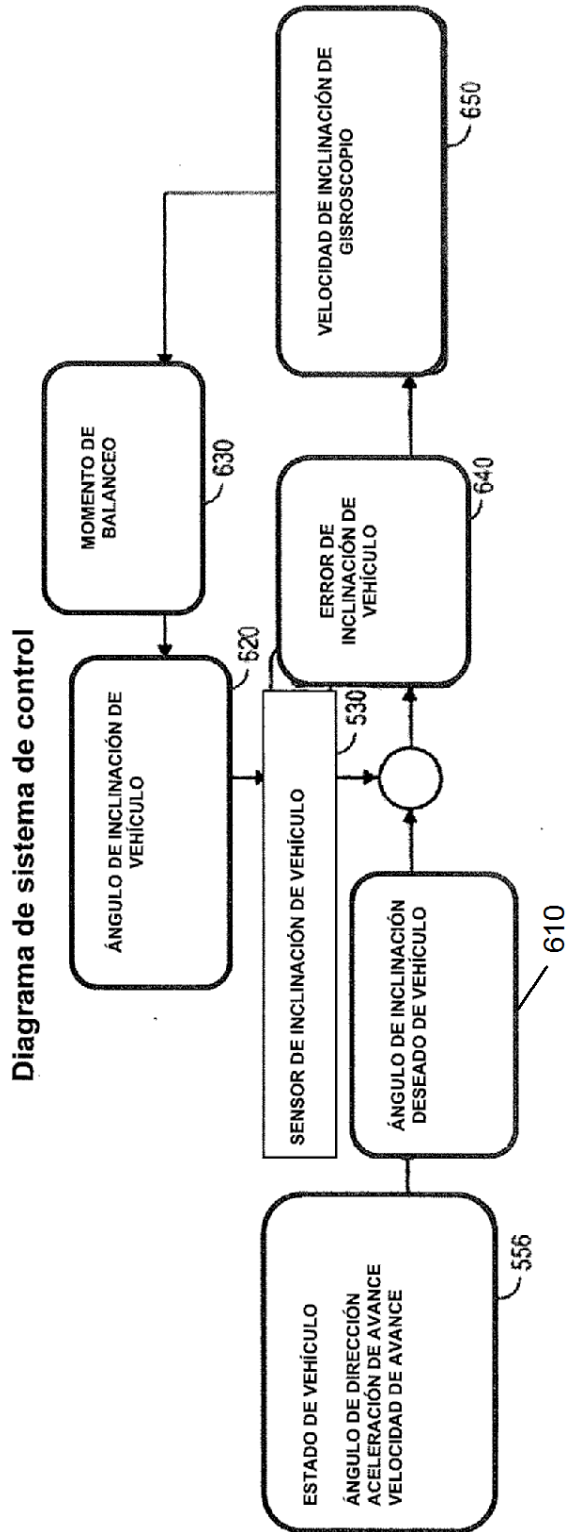 Diagrama de sistema de control
ESTADO DE VEHÍCULO
ÁNGULO DE DIRECCIÓN
ACELERACIÓN DE AVANCE
VELOCIDAD DE AVANCE
556
ÁNGULO DE INCLINACIÓN
DESEADO DE VEHÍCULO
610
SENSOR DE INCLINACIÓN DE VEHÍCULO
530
ÁNGULO DE INCLINACIÓN DE
VEHÍCULO
620
MOMENTO DE
BALANCEO
630
ERROR DE
INCLINACIÓN DE
VEHÍCULO
640
VELOCIDAD DE INCLINACIÓN DE
GISROSCOPIO
650